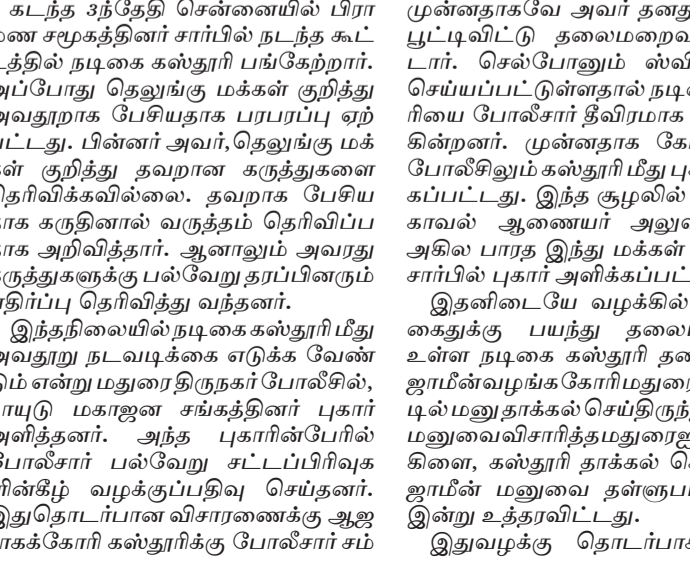 கடந்த 3ந்தேதி சென்னையில் பிரா
மண சமூகத்தினர் சார்பில் நடந்த கூட்
டத்தில் நடிகை கஸ்தூரி பங்கேற்றார்.
அப்போது தெலுங்கு மக்கள் குறித்து
அவதூறாக பேசியதாக பரபரப்பு ஏற்
பட்டது. பின்னர் அவர்,தெலுங்கு மக்
கள் குறித்து தவறான கருத்துகளை
தெரிவிக்கவில்லை. தவறாக பேசிய
தாக கருதினால் வருத்தம் தெரிவிப்ப
தாக அறிவித்தார். ஆனாலும் அவரது
கருத்துகளுக்கு பல்வேறு தரப்பினரும்
எதிர்ப்பு தெரிவித்து வந்தனர்.
இந்தநிலையில் நடிகை கஸ்தூரி மீது
அவதூறு நடவடிக்கை எடுக்க வேண்
டும் என்று மதுரை திருநகர் போலீசில்,
நாயுடு மகாஜன சங்கத்தினர் புகார்
அளித்தனர். அந்த புகாரின்பேரில்
போலீசார் பல்வேறு சட்டப்பிரிவுக
ளின்கீழ் வழக்குப்பதிவு செய்தனர்.
இதுதொடர்பான விசாரணைக்கு ஆஜ
ராகக்கோரி கஸ்தூரிக்கு போலீசார் சம்
முன்னதாகவே அவர் தனது
பூட்டிவிட்டு தலைமறைவ
டார். செல்போனும் ஸ்வி
செய்யப்பட்டுள்ளதால் நடி
ரியை போலீசார் தீவிரமாக
கின்றனர். முன்னதாக கோ
போலீசிலும் கஸ்தூரி மீது பு
கப்பட்டது. இந்த சூழலில்
காவல் ஆணையர் அலுவ
அகில பாரத இந்து மக்கள்
சார்பில் புகார் அளிக்கப்பட்
இதனிடையே வழக்கில்
கைதுக்கு பயந்து தலைம
உள்ள நடிகை கஸ்தூரி தன
ஜாமீன்வழங்க கோரி மதுரை
டில் மனு தாக்கல் செய்திருந்
மனுவை விசாரித்த மதுரைஐ
கிளை, கஸ்தூரி தாக்கல் செ
ஜாமீன் மனுவை தள்ளுப
இன்று உத்தரவிட்டது.
இதுவழக்கு தொடர்பாக